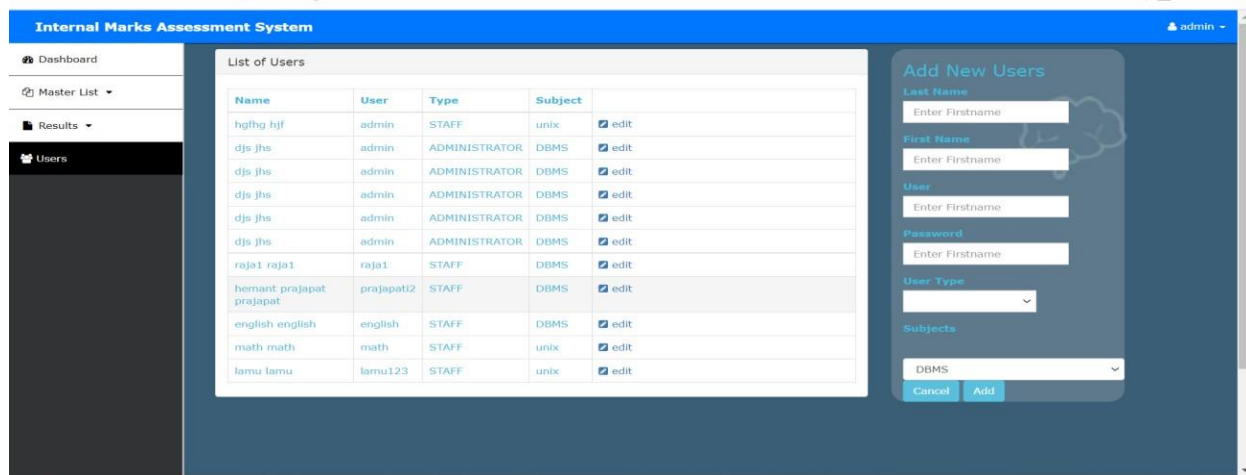 Internal Marks Assessment System
admin
Dashboard
Master List
Results
Users
List of Users
Name User Type Subject
hgfhg hjf admin STAFF unix edit
djs jhs admin ADMINISTRATOR DBMS edit
djs jhs admin ADMINISTRATOR DBMS edit
djs jhs admin ADMINISTRATOR DBMS edit
djs jhs admin ADMINISTRATOR DBMS edit
djs jhs admin ADMINISTRATOR DBMS edit
raja1 raja1 raja1 STAFF DBMS edit
hemant prajapat prajapati2 STAFF DBMS edit
prajapat
english english english STAFF DBMS edit
math math math STAFF unix edit
lamu lamu lamu123 STAFF unix edit
Add New Users
Last Name
Enter Firstname
First Name
Enter Firstname
User
Enter Firstname
Password
Enter Firstname
User Type
Subjects
DBMS
Cancel Add